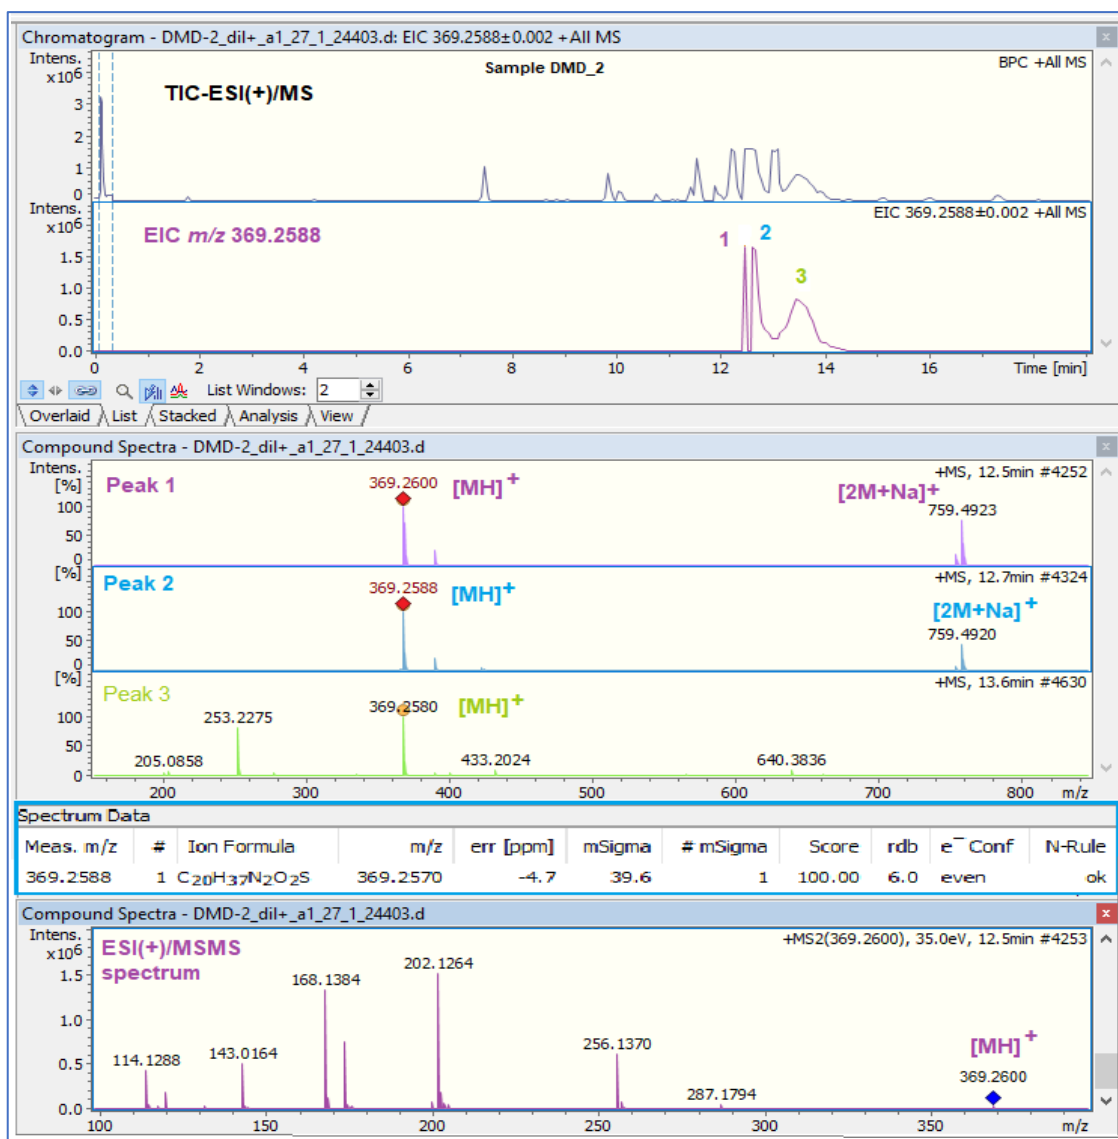 Chromatogram - DMD-2_dil+_a1_27_1_24403.d: EIC 369.2588±0.002 +All MS
Intens.
x10⁶
Sample DMD_2
BPC +All MS
TIC-ESI(+)/MS
3
2
1
0
Intens.
x10⁶
EIC 369.2588±0.002 +All MS
EIC m/z 369.2588
1 2 3
1.5
1.0
0.5
0.0
0 2 4 6 8 10 12 14 16 Time [min]
List Windows: 2
Overlaid List Stacked Analysis View
Compound Spectra - DMD-2_dil+_a1_27_1_24403.d
Intens.
[%]
+MS, 12.5min #4252
Peak 1 369.2600 [MH]⁺ [2M+Na]+
759.4923
100
50
0
[%]
+MS, 12.7min #4324
Peak 2 369.2588 [MH]⁺ [2M+Na]⁺
759.4920
100
50
0
[%]
+MS, 13.6min #4630
Peak 3 369.2580 [MH]⁺
253.2275
205.0858 433.2024 640.3836
100
50
0
200 300 400 500 600 700 800 m/z
Spectrum Data
Meas. m/z # Ion Formula m/z err [ppm] mSigma # mSigma Score rdb e⁻ Conf N-Rule
369.2588 1 C₂₀H₃₇N₂O₂S 369.2570 -4.7 39.6 1 100.00 6.0 even ok
Compound Spectra - DMD-2_dil+_a1_27_1_24403.d
Intens.
x10⁶
+MS2(369.2600), 35.0eV, 12.5min #4253
ESI(+)/MSMS
spectrum
202.1264
168.1384
114.1288 143.0164 256.1370 287.1794
[MH]⁺
369.2600
1.5
1.0
0.5
0.0
100 150 200 250 300 350 m/z